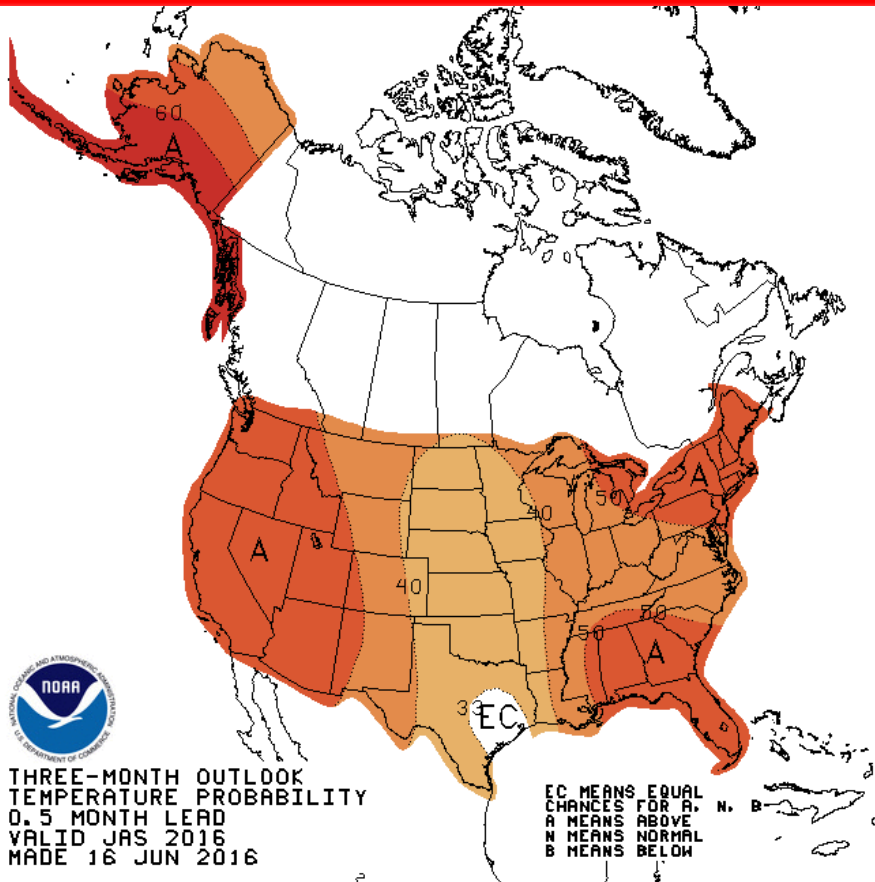 60
A
A
50
40
A
40
50
50
A
33
EC
NATIONAL OCEANIC AND ATMOSPHERIC ADMINISTRATION
NOAA
U.S. DEPARTMENT OF COMMERCE
THREE-MONTH OUTLOOK
TEMPERATURE PROBABILITY
0.5 MONTH LEAD
VALID JAS 2016
MADE 16 JUN 2016
EC MEANS EQUAL
CHANCES FOR A, N, B
A MEANS ABOVE
N MEANS NORMAL
B MEANS BELOW